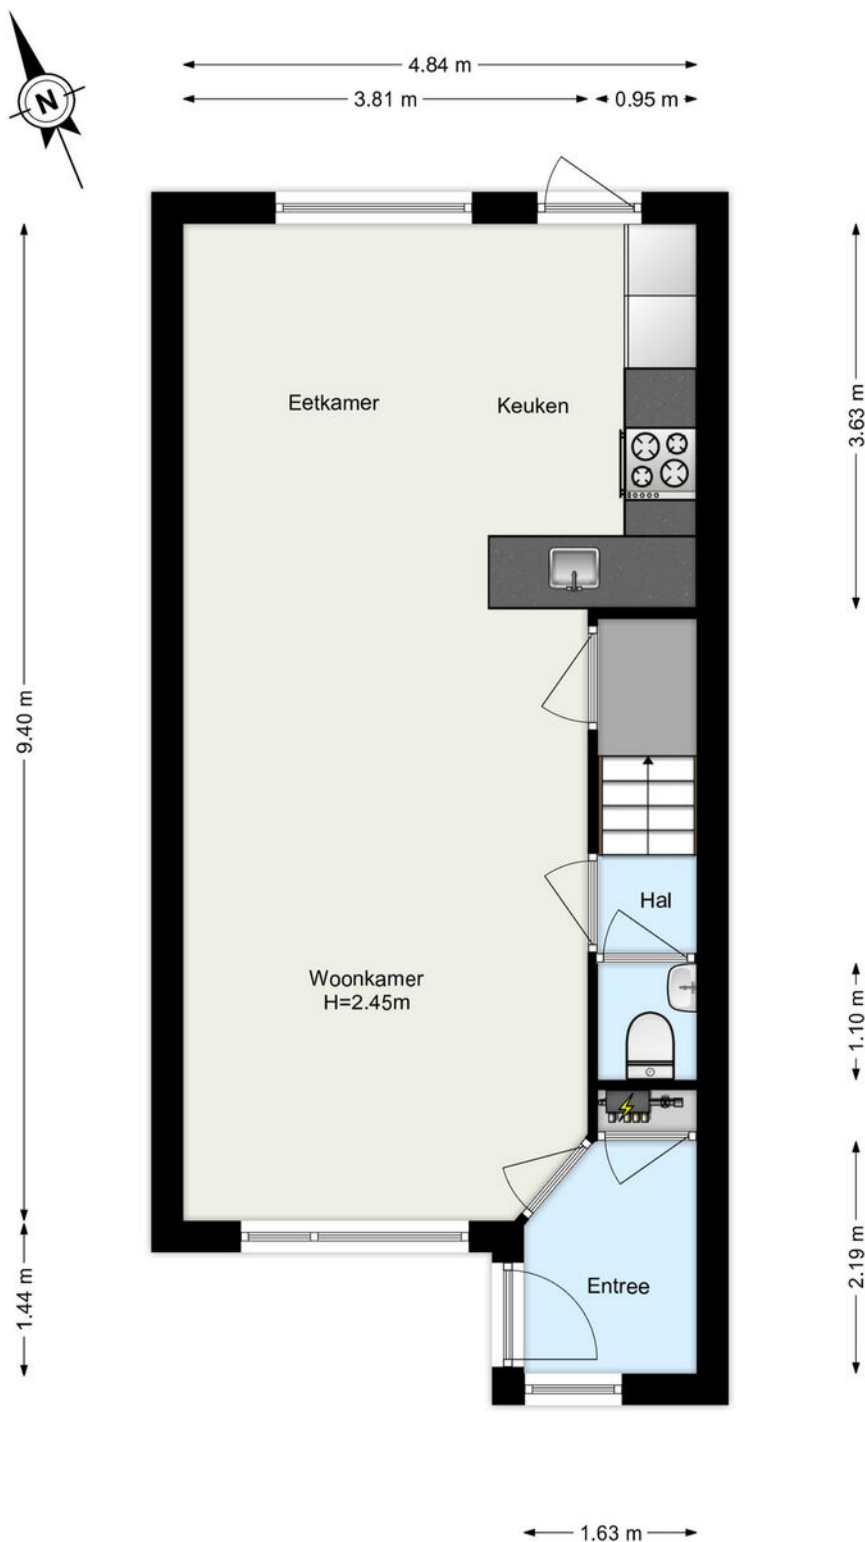 N
4.84 m
3.81 m
0.95 m
Eetkamer
Keuken
3.63 m
9.40 m
Hal
Woonkamer
H=2.45m
1.10 m
2.19 m
1.44 m
Entree
1.63 m